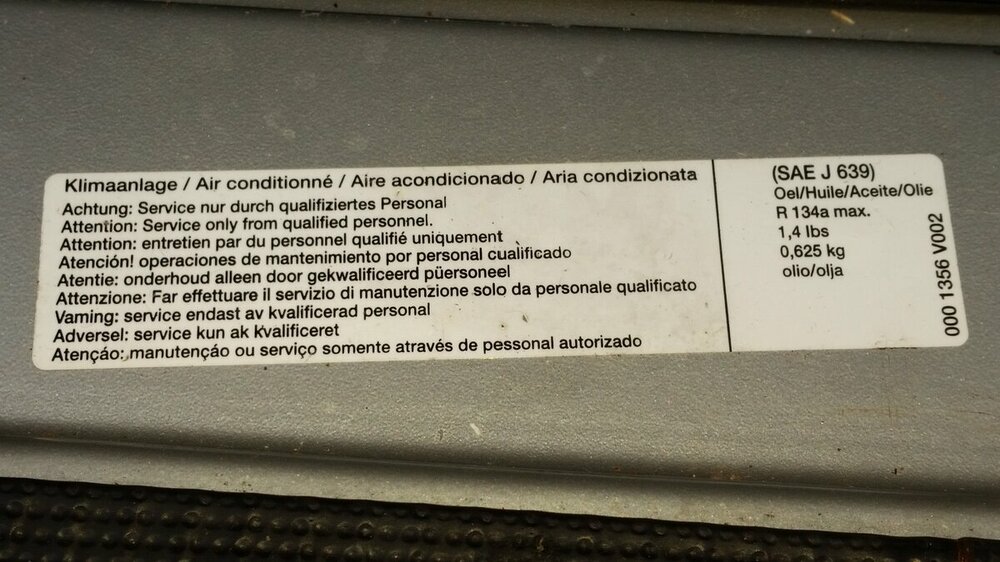 Klimaanlage / Air conditionné / Aire acondicionado / Aria condizionata
Achtung: Service nur durch qualifiziertes Personal
Attention: Service only from qualified personnel.
Attention: entretien par du personnel qualifié uniquement
Atención! operaciones de mantenimiento por personal cualificado
Atentie: onderhoud alleen door gekwalificeerd püersoneel
Attenzione: Far effettuare il servizio di manutenzione solo da personale qualificato
Vaming: service endast av kvalificerad personal
Adversel: service kun ak kvalificeret
Atençáo: manutençáo ou serviço somente através de pessonal autorizado
(SAE J 639)
Oel/Huile/Aceite/Olie
R 134a max.
1,4 lbs
0,625 kg
olio/olja
000 1356 V002